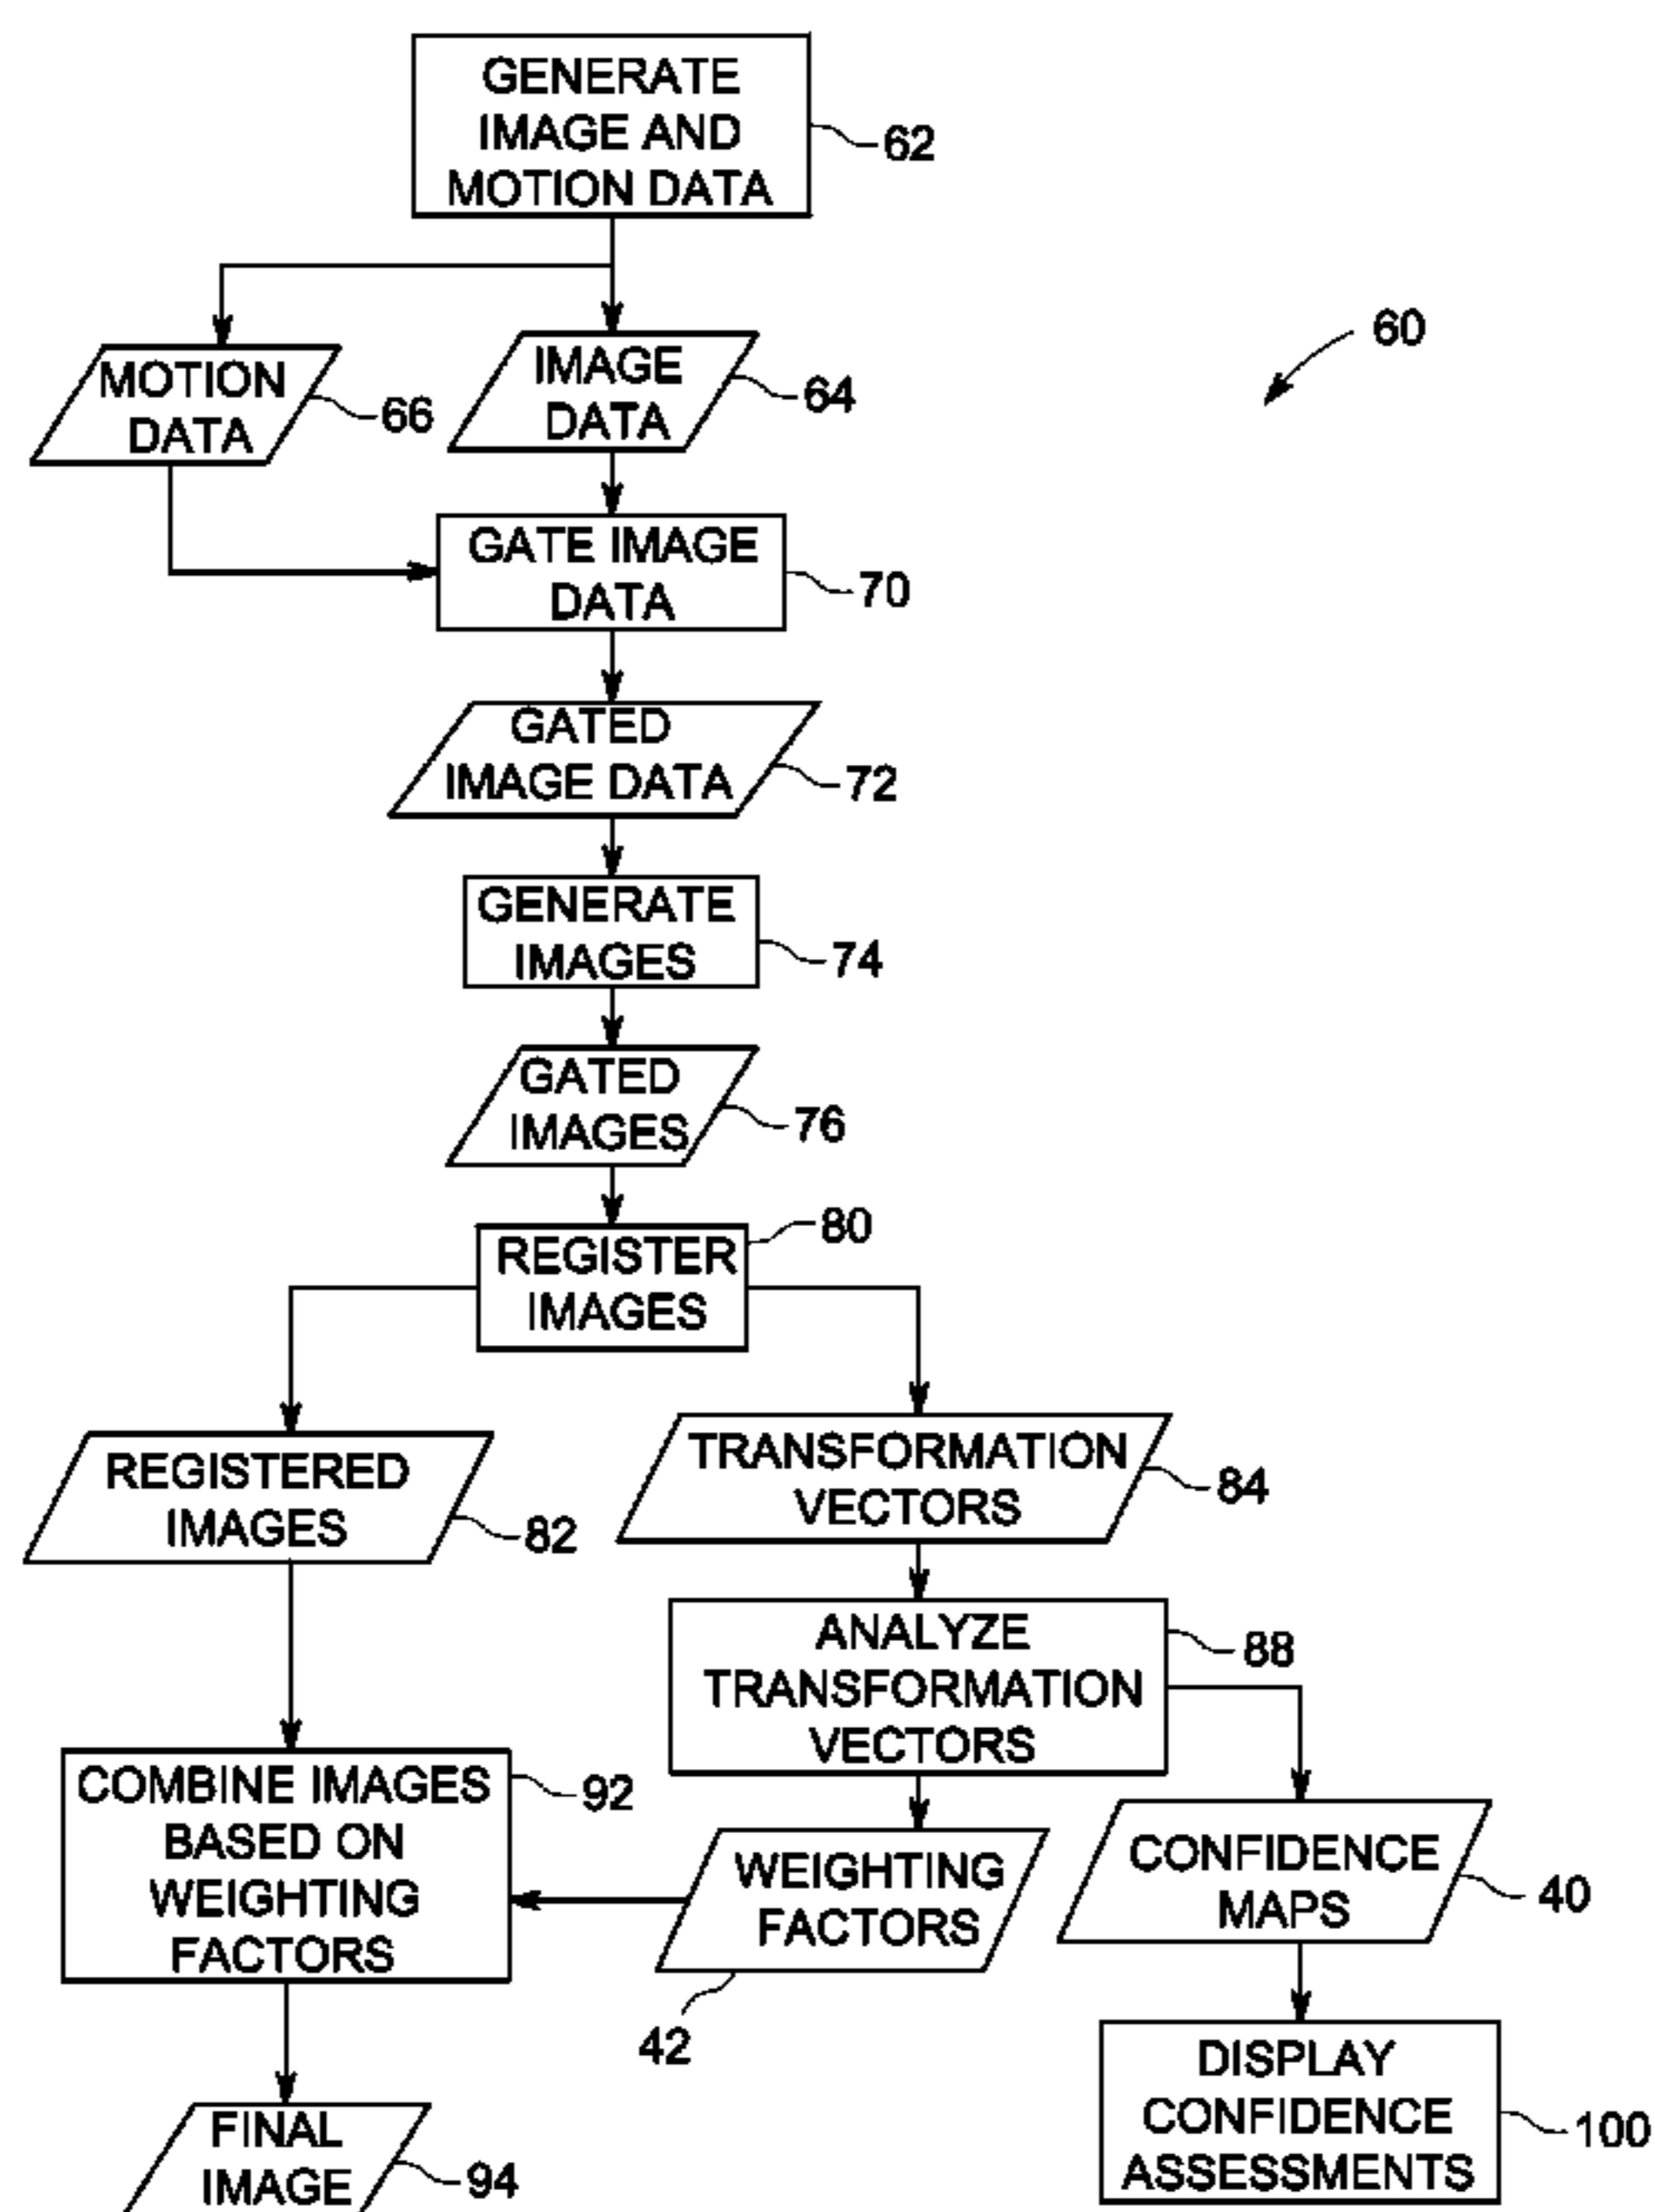 GENERATE
IMAGE AND
MOTION DATA
62
60
MOTION
DATA
66
IMAGE
DATA
64
GATE IMAGE
DATA
70
GATED
IMAGE DATA
72
GENERATE
IMAGES
74
GATED
IMAGES
76
REGISTER
IMAGES
80
REGISTERED
IMAGES
82
TRANSFORMATION
VECTORS
84
ANALYZE
TRANSFORMATION
VECTORS
88
COMBINE IMAGES
BASED ON
WEIGHTING
FACTORS
92
WEIGHTING
FACTORS
42
CONFIDENCE
MAPS
40
FINAL
IMAGE
94
DISPLAY
CONFIDENCE
ASSESSMENTS
100